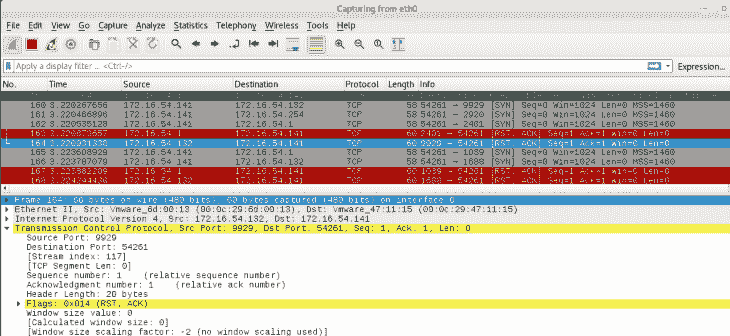 Capturing from eth0
File Edit View Go Capture Analyze Statistics Telephony Wireless Tools Help
Apply a display filter ... <Ctrl-/> Expression...
No. Time Source Destination Protocol Length Info
160 3.220267656 172.16.54.141 172.16.54.132 TCP 58 54261 → 9929 [SYN] Seq=0 Win=1024 Len=0 MSS=1460
161 3.220466896 172.16.54.141 172.16.54.254 TCP 58 54261 → 2920 [SYN] Seq=0 Win=1024 Len=0 MSS=1460
162 3.220535128 172.16.54.141 172.16.54.1 TCP 58 54261 → 2401 [SYN] Seq=0 Win=1024 Len=0 MSS=1460
172.16.54.1 172.16.54.141 TCP 60 2401 → 54261 [RST, ACK] Seq=1 Ack=1 Win=0 Len=0
164 172.16.54.132 172.16.54.141 TCP 60 9929 → 54261 [RST, ACK] Seq=1 Ack=1 Win=0 Len=0
165 172.16.54.141 172.16.54.1 TCP 58 54261 → 1039 [SYN] Seq=0 Win=1024 Len=0 MSS=1460
166 3.223787079 172.16.54.141 172.16.54.132 TCP 58 54261 → 1688 [SYN] Seq=0 Win=1024 Len=0 MSS=1460
167 172.16.54.1 172.16.54.141 TCP 60 1039 → 54261 [RST, ACK] Seq=1 Ack=1 Win=0 Len=0
168 172.16.54.132 172.16.54.141 TCP 60 1688 → 54261 [RST, ACK] Seq=1 Ack=1 Win=0 Len=0
Frame 164: 60 bytes on wire (480 bits), 60 bytes captured (480 bits) on interface 0
Ethernet II, Src: Vmware_6d:00:13 (00:0c:29:6d:00:13), Dst: Vmware_47:11:15 (00:0c:29:47:11:15)
Internet Protocol Version 4, Src: 172.16.54.132, Dst: 172.16.54.141
Transmission Control Protocol, Src Port: 9929, Dst Port: 54261, Seq: 1, Ack: 1, Len: 0
Source Port: 9929
Destination Port: 54261
[Stream index: 117]
[TCP Segment Len: 0]
Sequence number: 1 (relative sequence number)
Acknowledgment number: 1 (relative ack number)
Header Length: 20 bytes
Flags: 0x014 (RST, ACK)
Window size value: 0
[Calculated window size: 0]
[Window size scaling factor: -2 (no window scaling used)]